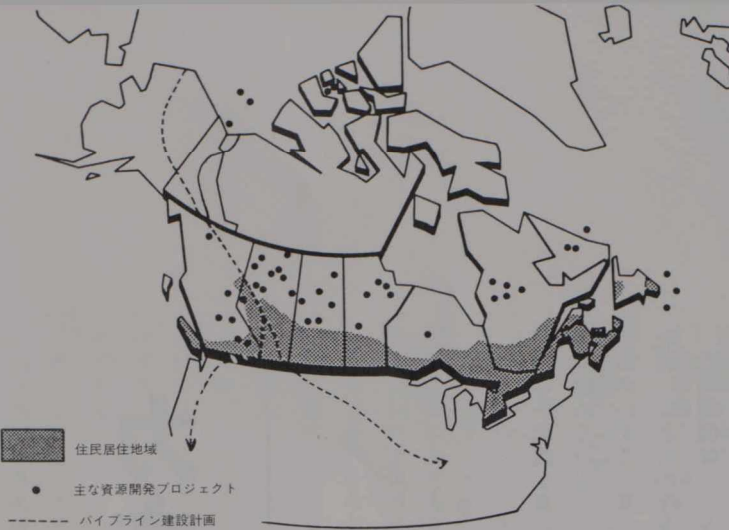 住民居住地域
主な資源開発プロジェクト
パイプライン建設計画